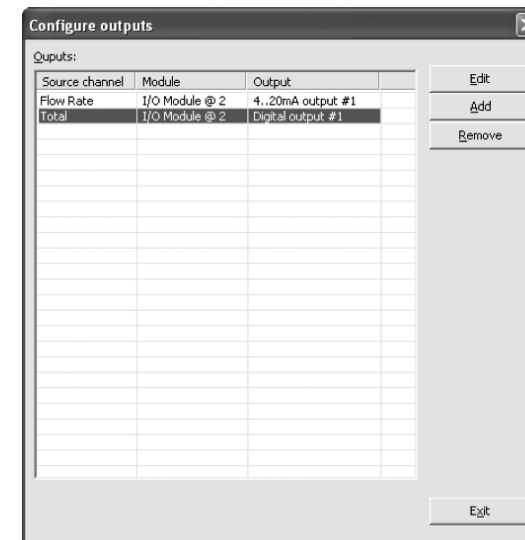 Configure outputs
Ouputs:
Source channel Module Output
Flow Rate I/O Module @ 2 4..20mA output #1
Total I/O Module @ 2 Digital output #1
Edit
Add
Remove
Exit